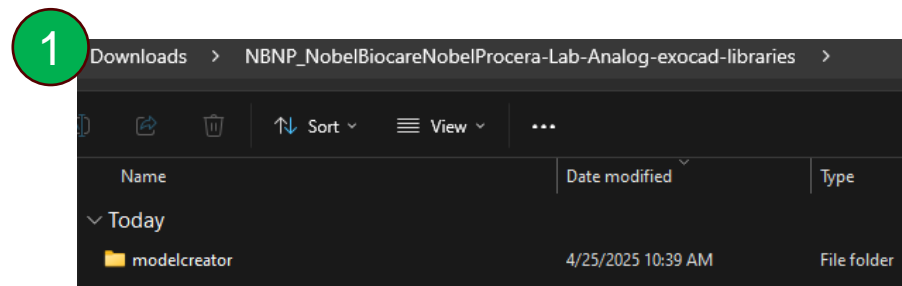 1
Downloads > NBNP_NobelBiocareNobelProcera-Lab-Analog-exocad-libraries >
Sort View ...
Name Date modified Type
Today
modelcreator 4/25/2025 10:39 AM File folder